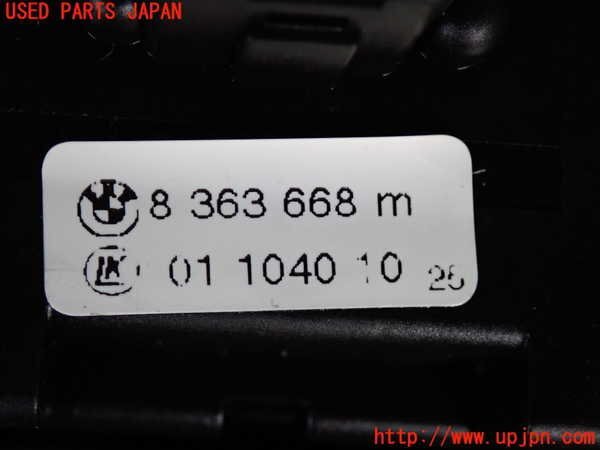 USED PARTS JAPAN
8 363 668 m
01 1040 10 26
http://www.upjpn.com/